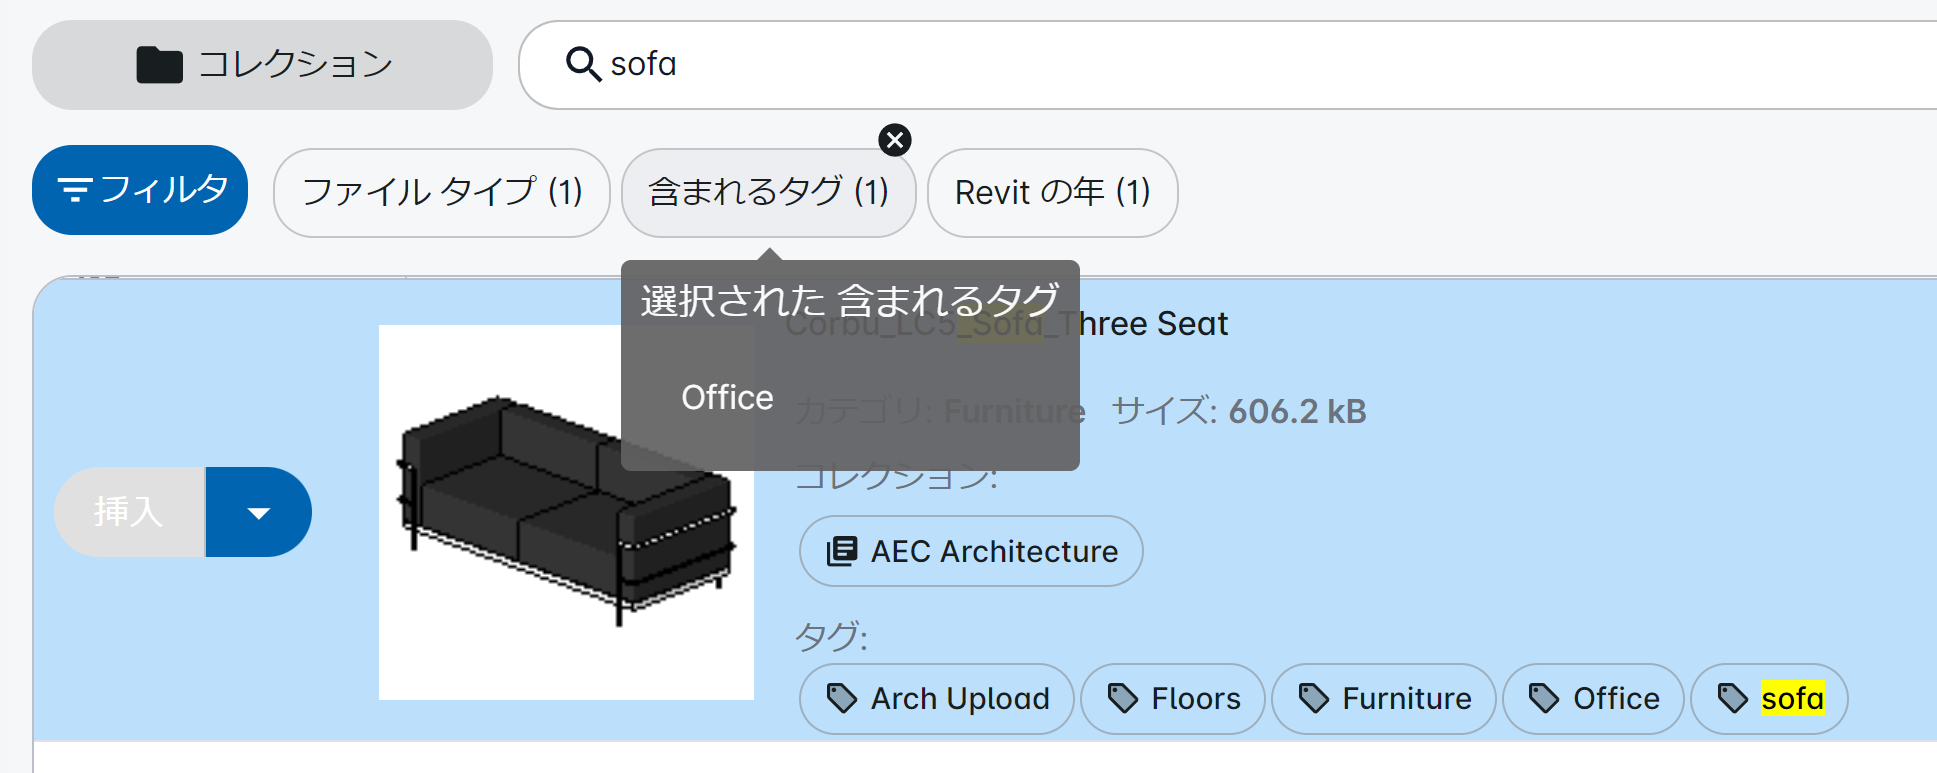 コレクション
sofa
フィルタ
ファイル タイプ (1)
含まれるタグ (1)
Revit の年 (1)
選択された 含まれるタグ
Office
Corbu_LC5_Sofa_Three Seat
カテゴリ: Furniture サイズ: 606.2 kB
コレクション:
AEC Architecture
挿入
タグ:
Arch Upload
Floors
Furniture
Office
sofa